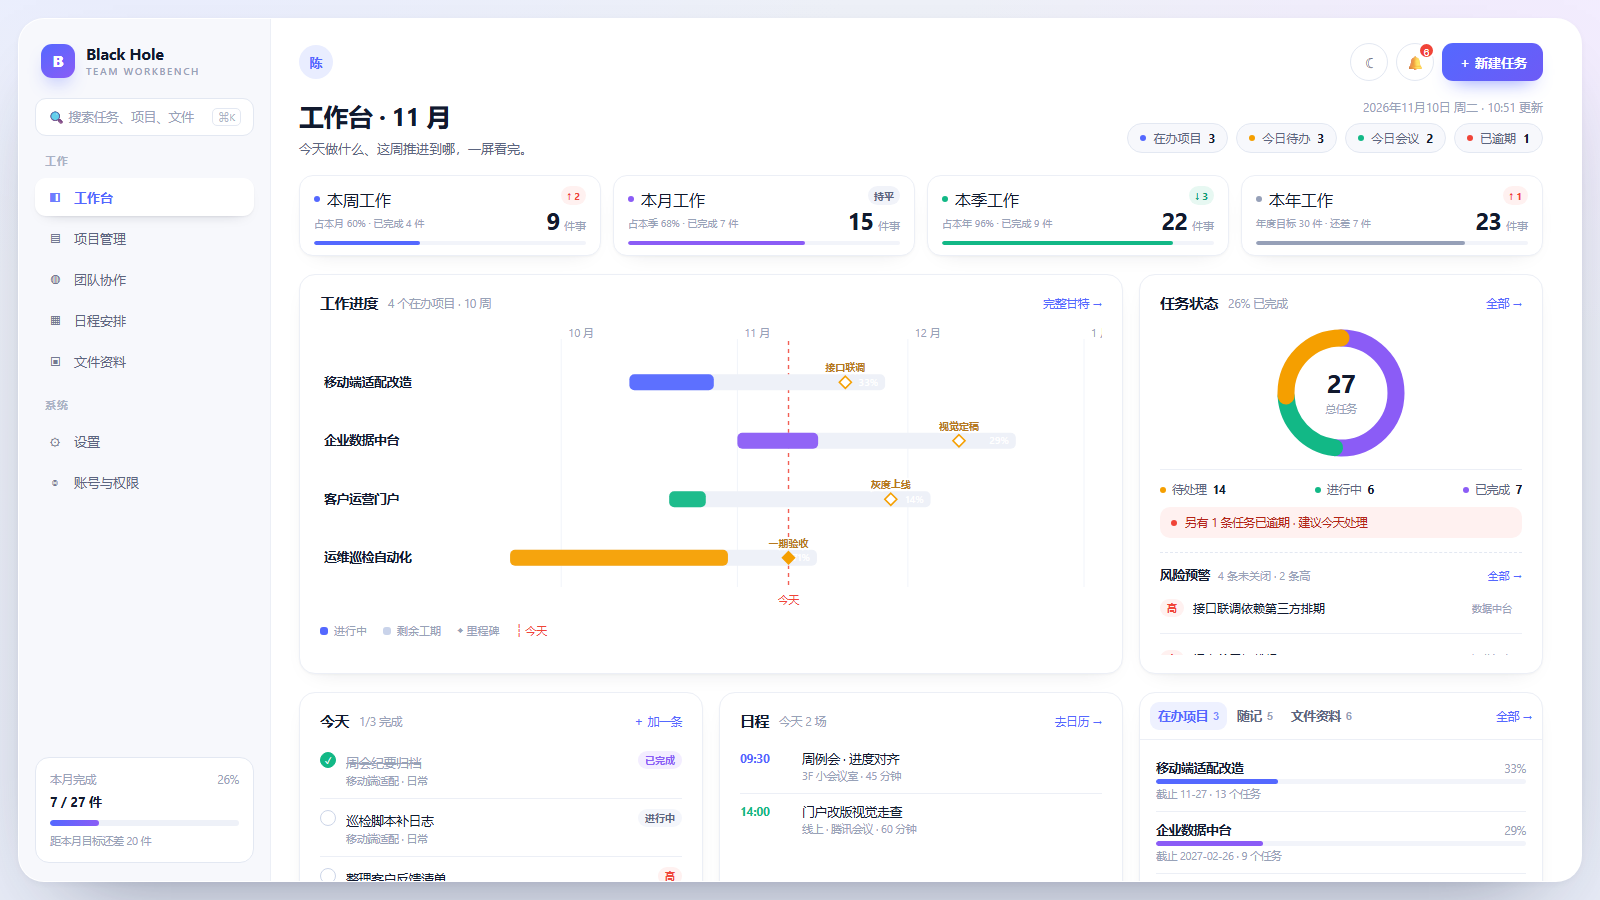 B
Black Hole
TEAM WORKBENCH
搜索任务、项目、文件 ⌘K
工作
工作台
项目管理
团队协作
日程安排
文件资料
系统
设置
账号与权限
本月完成 26%
7 / 27 件
距本月目标还差 20 件
陈
6
+ 新建任务
工作台 · 11 月
今天做什么、这周推进到哪，一屏看完。
2026年11月10日 周二 · 10:51 更新
在办项目 3
今日待办 3
今日会议 2
已逾期 1
本周工作 ↑ 2
占本月 60% · 已完成 4 件 9 件事
本月工作 持平
占本季 68% · 已完成 7 件 15 件事
本季工作 ↓ 3
占本年 96% · 已完成 9 件 22 件事
本年工作 ↑ 1
年度目标 30 件 · 还差 7 件 23 件事
工作进度 4 个在办项目 · 10 周 完整甘特 →
10 月 11 月 12 月 1
接口联调
移动端适配改造 33%
视觉定稿
企业数据中台 29%
灰度上线
客户运营门户 14%
一期验收
运维巡检自动化
今天
进行中 剩余工期 里程碑 今天
任务状态 26% 已完成 全部 →
27
总任务
待处理 14 进行中 6 已完成 7
另有 1 条任务已逾期 · 建议今天处理
风险预警 4 条未关闭 · 2 条高 全部 →
高 接口联调依赖第三方排期 数据中台
今天 1/3 完成 + 加一条
周会纪要归档 已完成
移动端适配 · 日常
巡检脚本补日志 进行中
移动端适配 · 日常
整理客户反馈清单 高
日程 今天 2 场 去日历 →
09:30 周例会 · 进度对齐
3F 小会议室 · 45 分钟
14:00 门户改版视觉走查
线上 · 腾讯会议 · 60 分钟
在办项目 3 随记 5 文件资料 6 全部 →
移动端适配改造 33%
截止 11-27 · 13 个任务
企业数据中台 29%
截止 2027-02-26 · 9 个任务